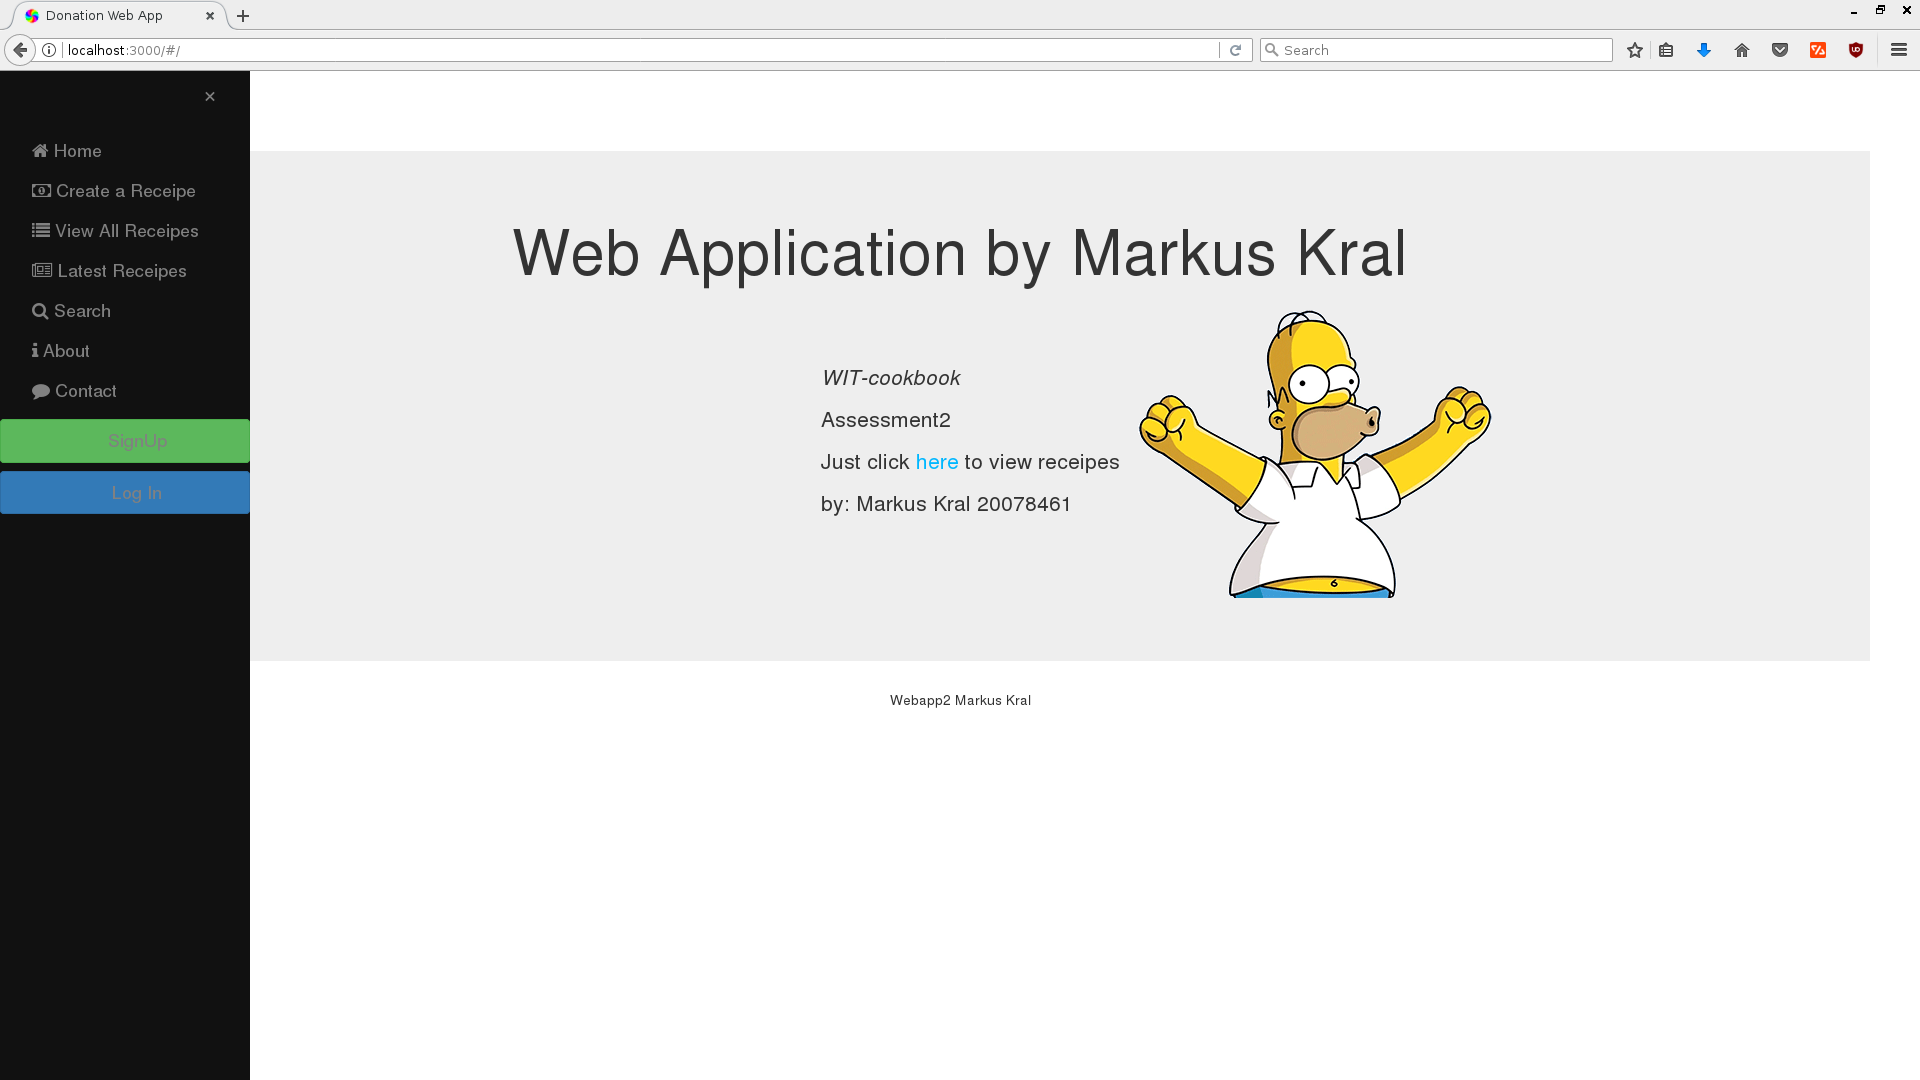 Donation Web App
localhost:3000/#/
Search
Home
Create a Receipe
View All Receipes
Latest Receipes
Search
About
Contact
SignUp
Log In
Web Application by Markus Kral
WIT-cookbook
Assessment2
Just click here to view receipes
by: Markus Kral 20078461
Webapp2 Markus Kral